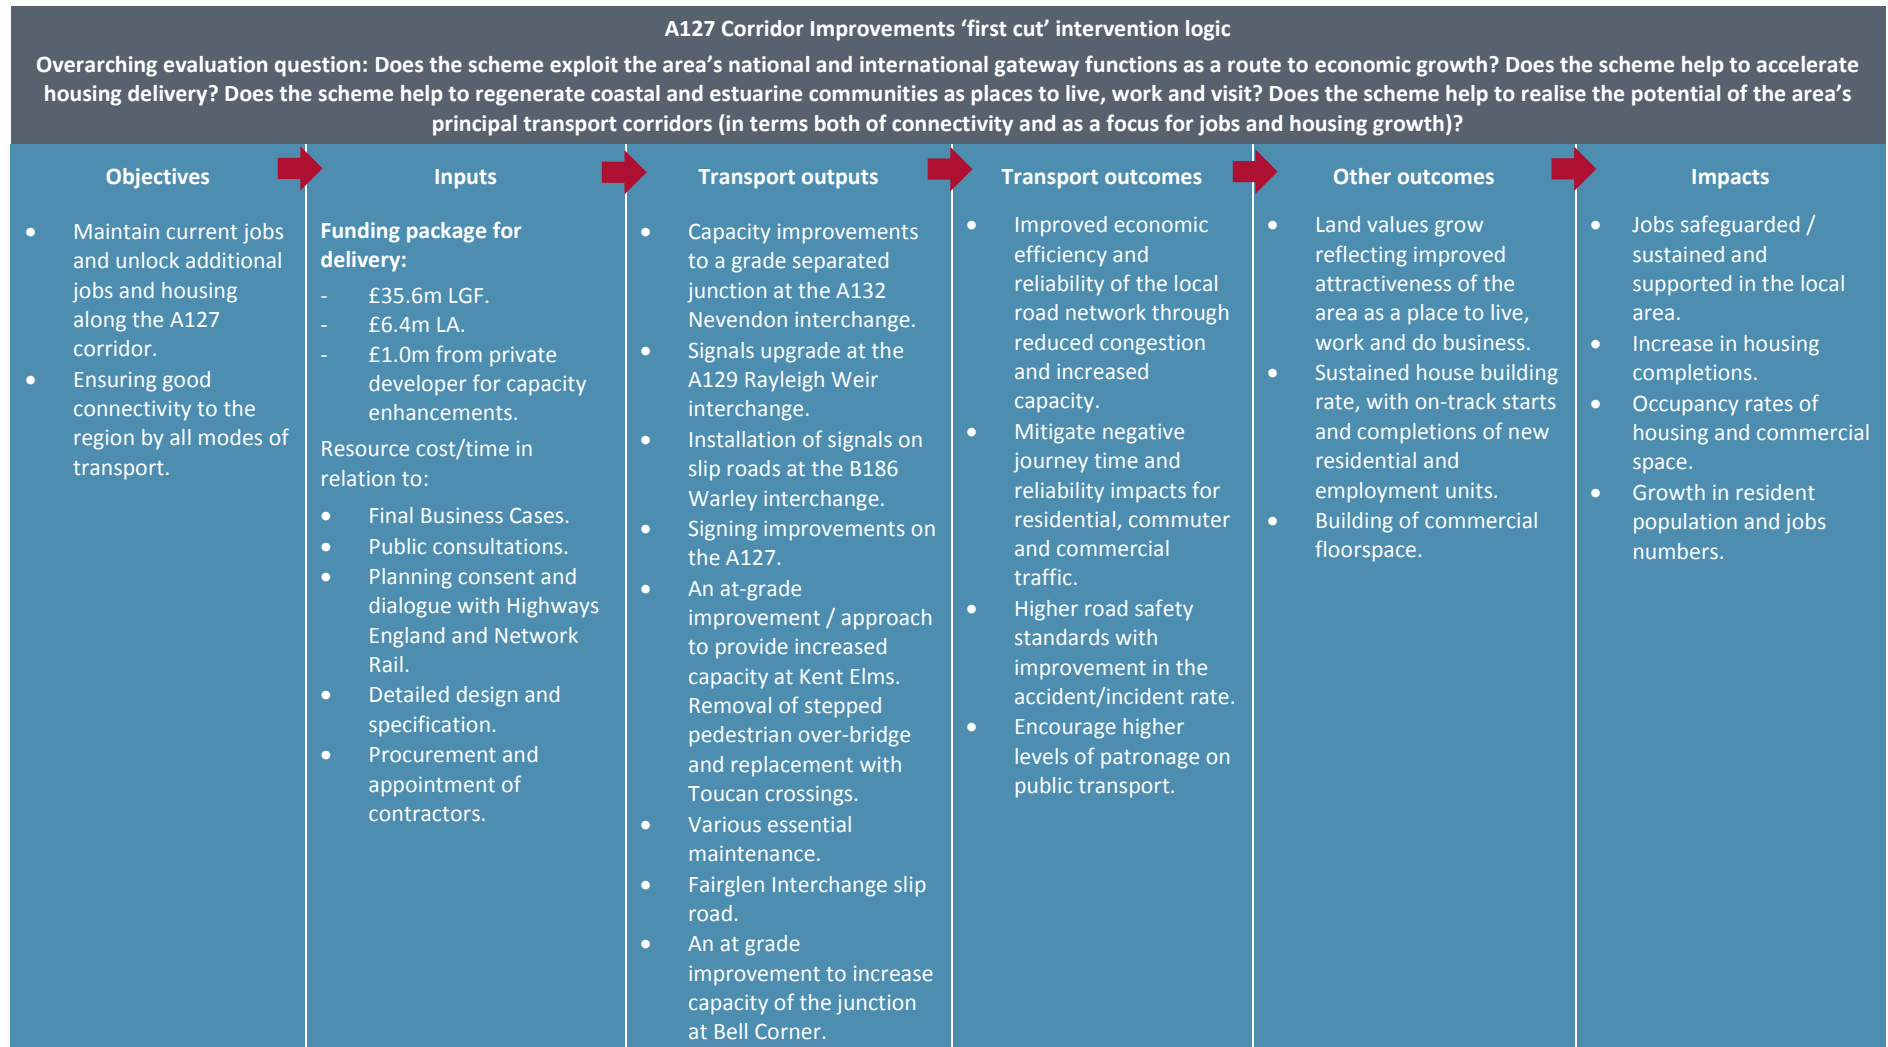 A127 Corridor Improvements ‘first cut’ intervention logic
Overarching evaluation question: Does the scheme exploit the area’s national and international gateway functions as a route to economic growth? Does the scheme help to accelerate
housing delivery? Does the scheme help to regenerate coastal and estuarine communities as places to live, work and visit? Does the scheme help to realise the potential of the area’s
principal transport corridors (in terms both of connectivity and as a focus for jobs and housing growth)?
Objectives
• Maintain current jobs
and unlock additional
jobs and housing
along the A127
corridor.
• Ensuring good
connectivity to the
region by all modes of
transport.
Inputs
Funding package for
delivery:
- £35.6m LGF.
- £6.4m LA.
- £1.0m from private
developer for capacity
enhancements.
Resource cost/time in
relation to:
• Final Business Cases.
• Public consultations.
• Planning consent and
dialogue with Highways
England and Network
Rail.
• Detailed design and
specification.
• Procurement and
appointment of
contractors.
Transport outputs
• Capacity improvements
to a grade separated
junction at the A132
Nevendon interchange.
• Signals upgrade at the
A129 Rayleigh Weir
interchange.
• Installation of signals on
slip roads at the B186
Warley interchange.
• Signing improvements on
the A127.
• An at-grade
improvement / approach
to provide increased
capacity at Kent Elms.
Removal of stepped
pedestrian over-bridge
and replacement with
Toucan crossings.
• Various essential
maintenance.
• Fairglen Interchange slip
road.
• An at grade
improvement to increase
capacity of the junction
at Bell Corner.
Transport outcomes
• Improved economic
efficiency and
reliability of the local
road network through
reduced congestion
and increased
capacity.
• Mitigate negative
journey time and
reliability impacts for
residential, commuter
and commercial
traffic.
• Higher road safety
standards with
improvement in the
accident/incident rate.
• Encourage higher
levels of patronage on
public transport.
Other outcomes
• Land values grow
reflecting improved
attractiveness of the
area as a place to live,
work and do business.
• Sustained house building
rate, with on-track starts
and completions of new
residential and
employment units.
• Building of commercial
floorspace.
Impacts
• Jobs safeguarded /
sustained and
supported in the local
area.
• Increase in housing
completions.
• Occupancy rates of
housing and commercial
space.
• Growth in resident
population and jobs
numbers.